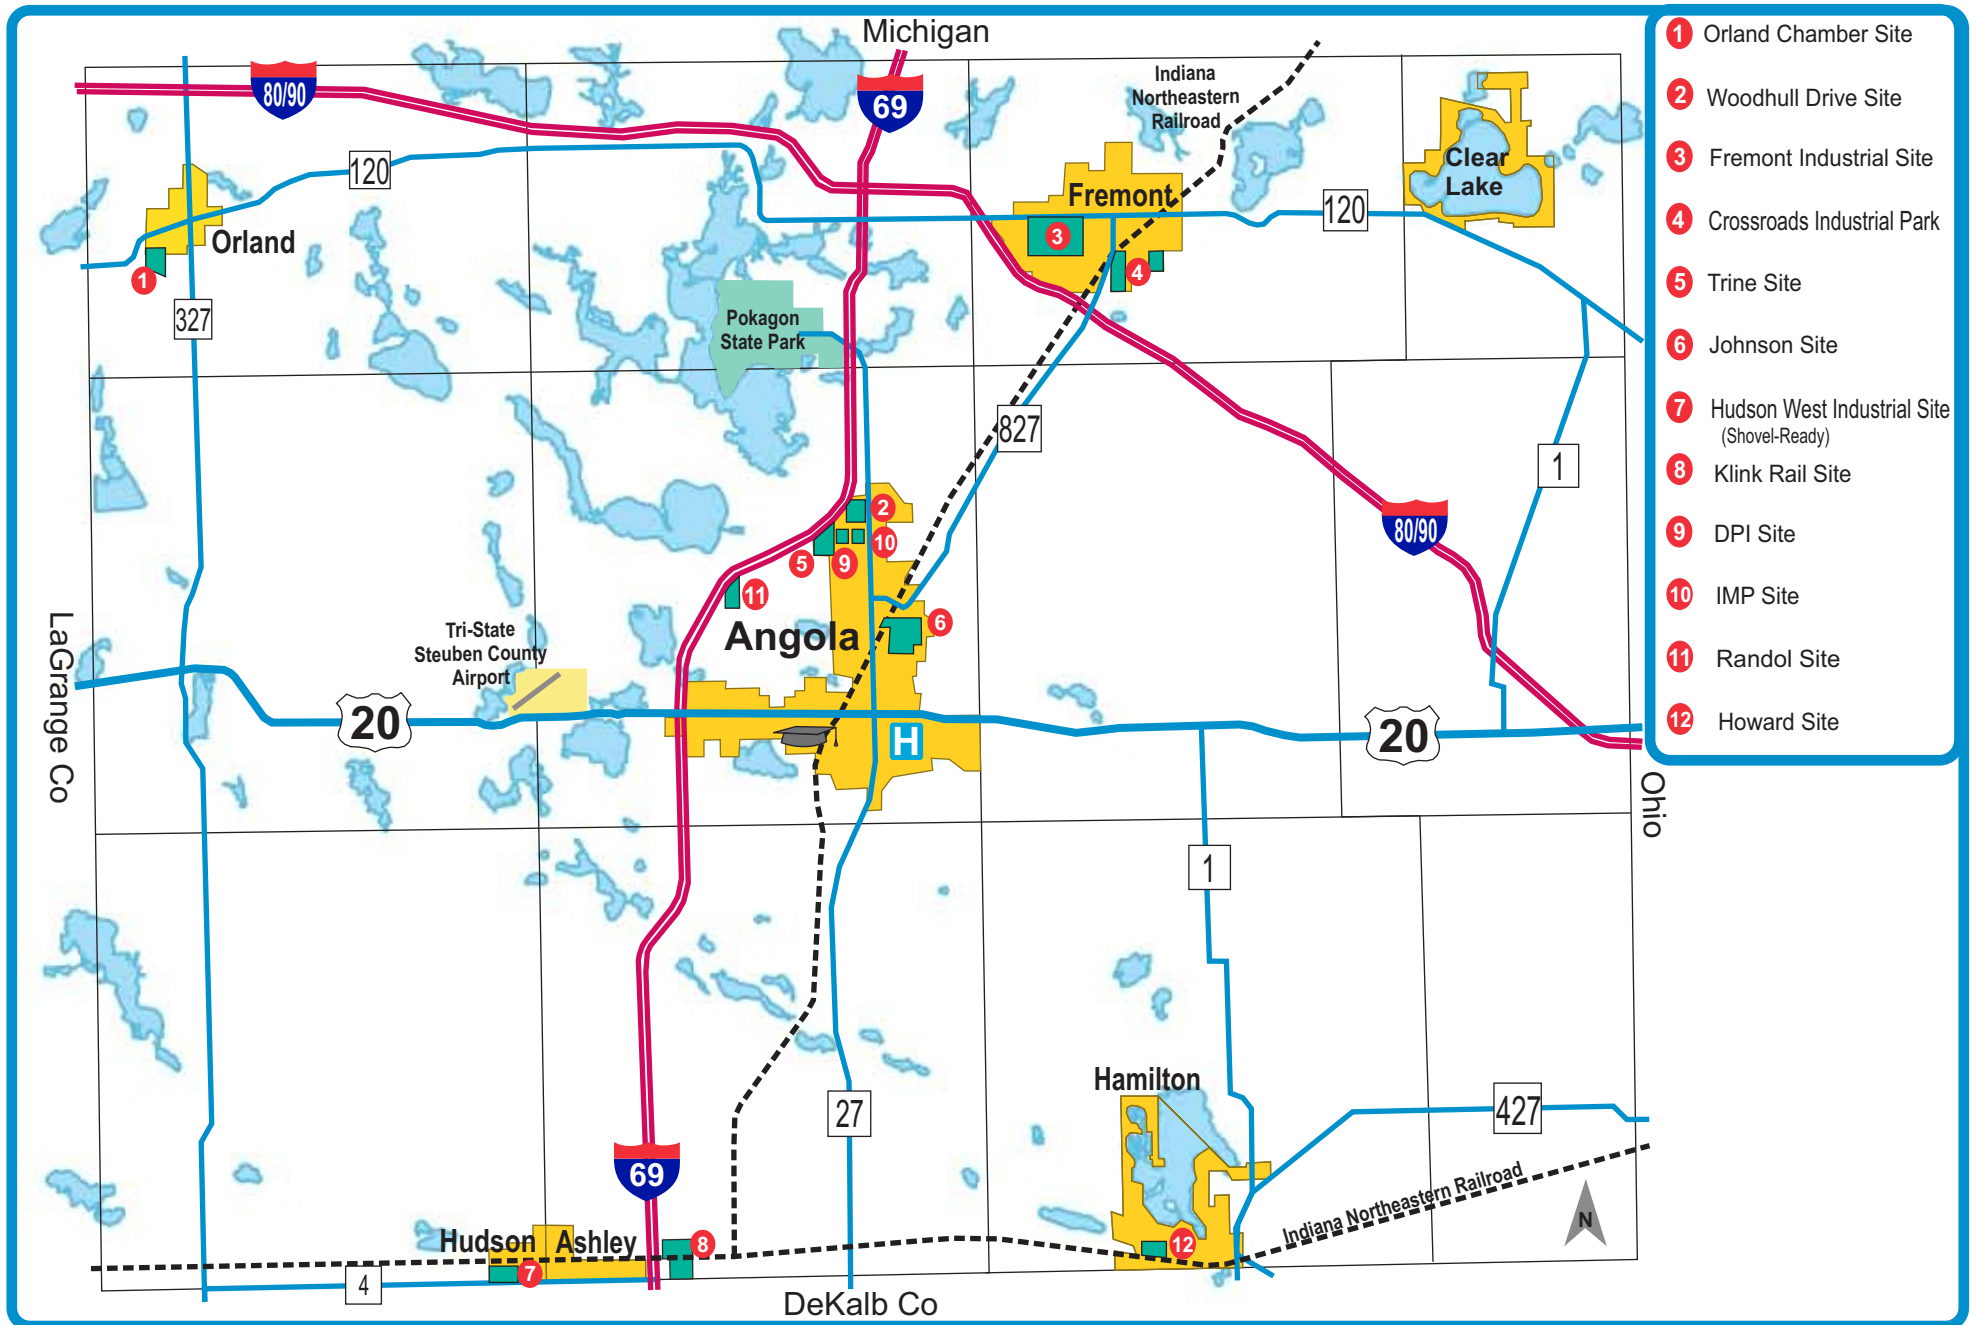 Michigan
80/90
69
Indiana
Northeastern
Railroad
120
Clear
Lake
Fremont
120
3
4
Orland
1
327
Pokagon
State Park
827
1
2
10
5
9
11
80/90
6
Angola
Tri-State
Steuben County
Airport
LaGrange Co
20
H
20
Ohio
1
Hamilton
27
427
69
Indiana Northeastern Railroad
N
Hudson
Ashley
8
12
7
4
DeKalb Co
1 Orland Chamber Site
2 Woodhull Drive Site
3 Fremont Industrial Site
4 Crossroads Industrial Park
5 Trine Site
6 Johnson Site
7 Hudson West Industrial Site
(Shovel-Ready)
8 Klink Rail Site
9 DPI Site
10 IMP Site
11 Randol Site
12 Howard Site